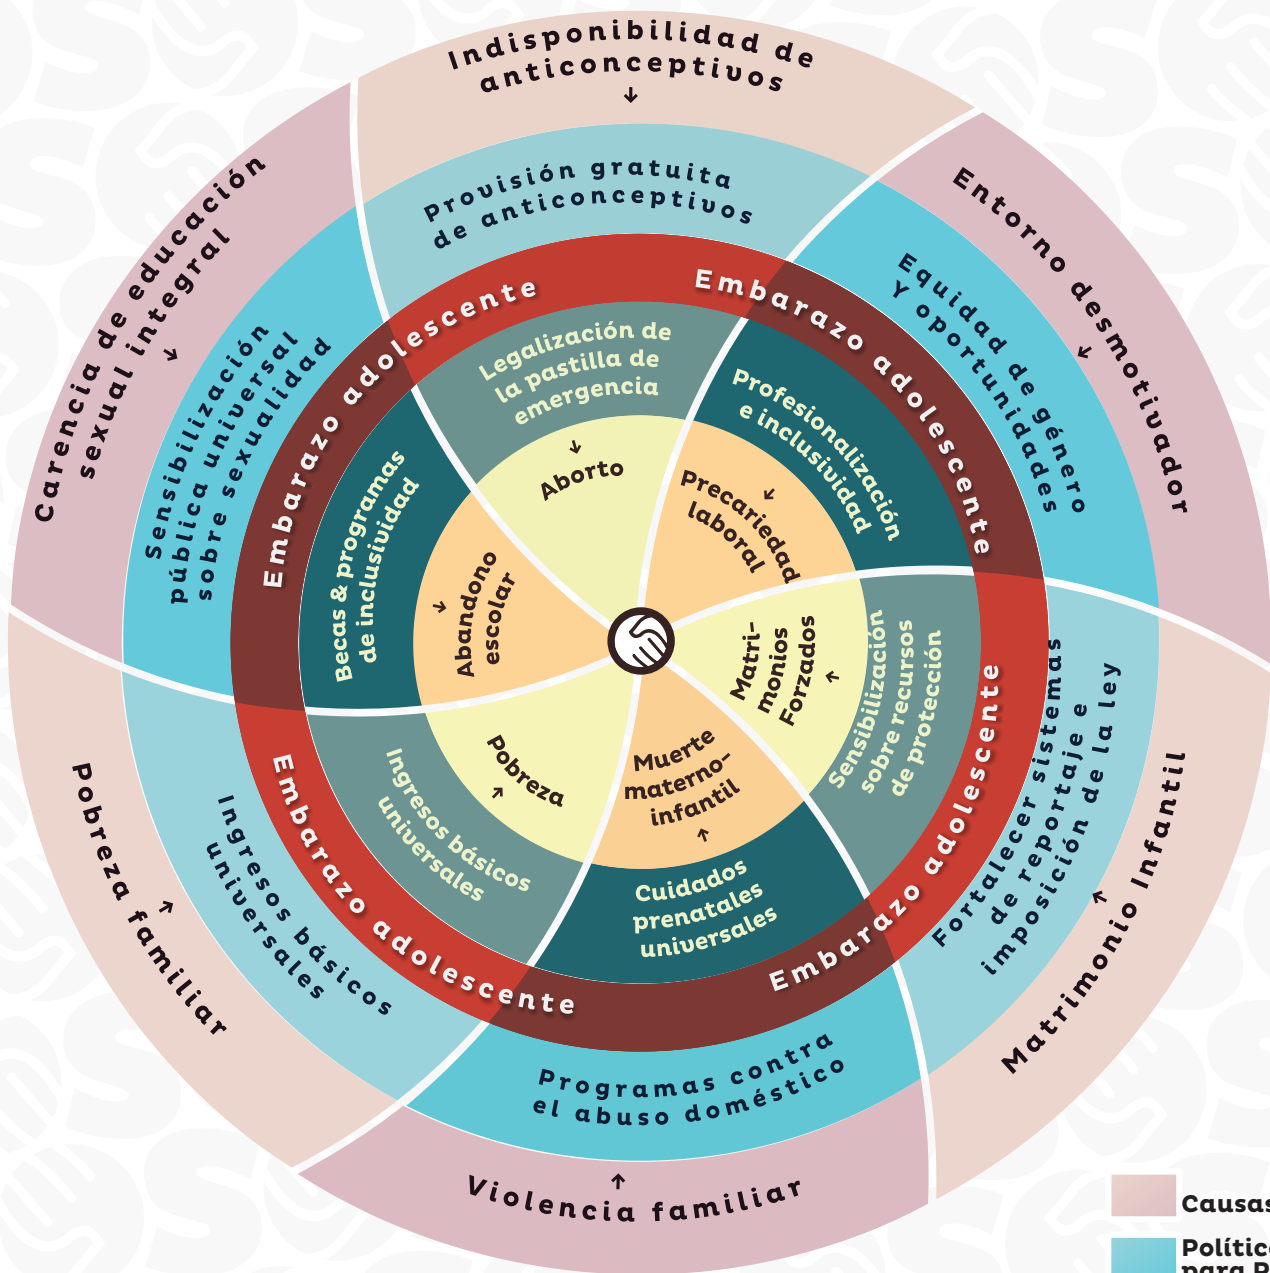 Indisponibilidad de
anticonceptivos
Provisión gratuita
de anticonceptivos
Embarazo adolescente
Legalización de
la pastilla de
emergencia
Aborto
Entorno desmotivador
Equidad de género
Y oportunidades
Embarazo adolescente
Profesionalización
e inclusividad
Precariedad
laboral
Matrimonio Infantil
Fortalecer sistemas
de reportaje e
imposición de la ley
Embarazo adolescente
Sensibilización
sobre recursos
de protección
Matri-
monios
Forzados
Violencia familiar
Programas contra
el abuso doméstico
Cuidados
prenatales
universales
Muerte
materno-
infantil
Pobreza familiar
Ingresos básicos
universales
Embarazo adolescente
Ingresos básicos
universales
Pobreza
Carencia de educación
sexual integral
Sensibilización
pública universal
sobre sexualidad
Becas & programas
de inclusividad
Abandono
escolar
Causas